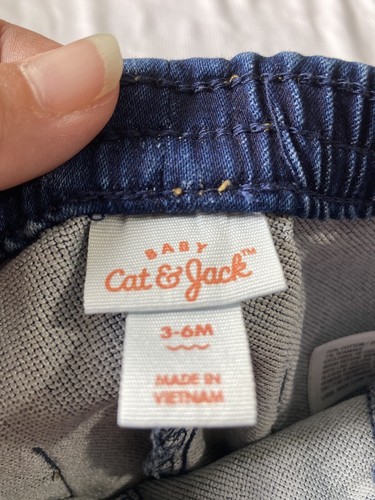 BABY
Cat & Jack™
3-6M
MADE IN
VIETNAM